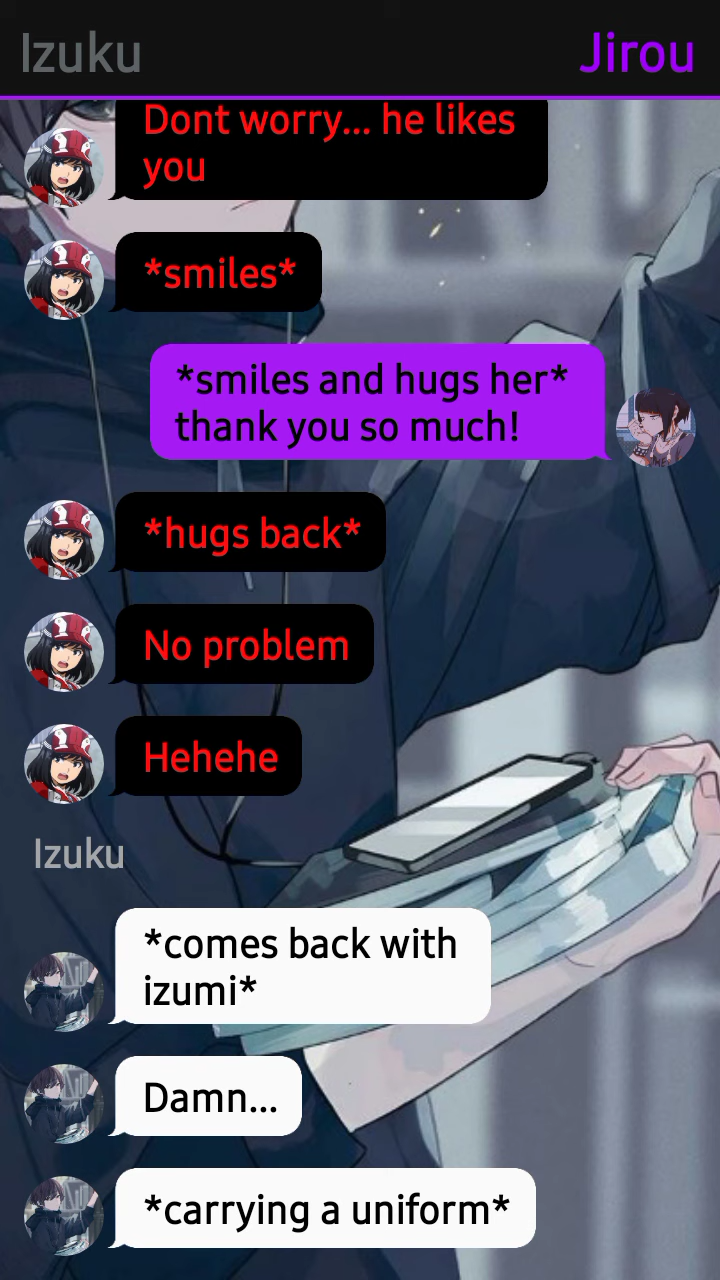 Izuku
Jirou
Dont worry... he likes
you
*smiles*
*smiles and hugs her*
thank you so much!
*hugs back*
No problem
Hehehe
Izuku
*comes back with
izumi*
Damn...
*carrying a uniform*